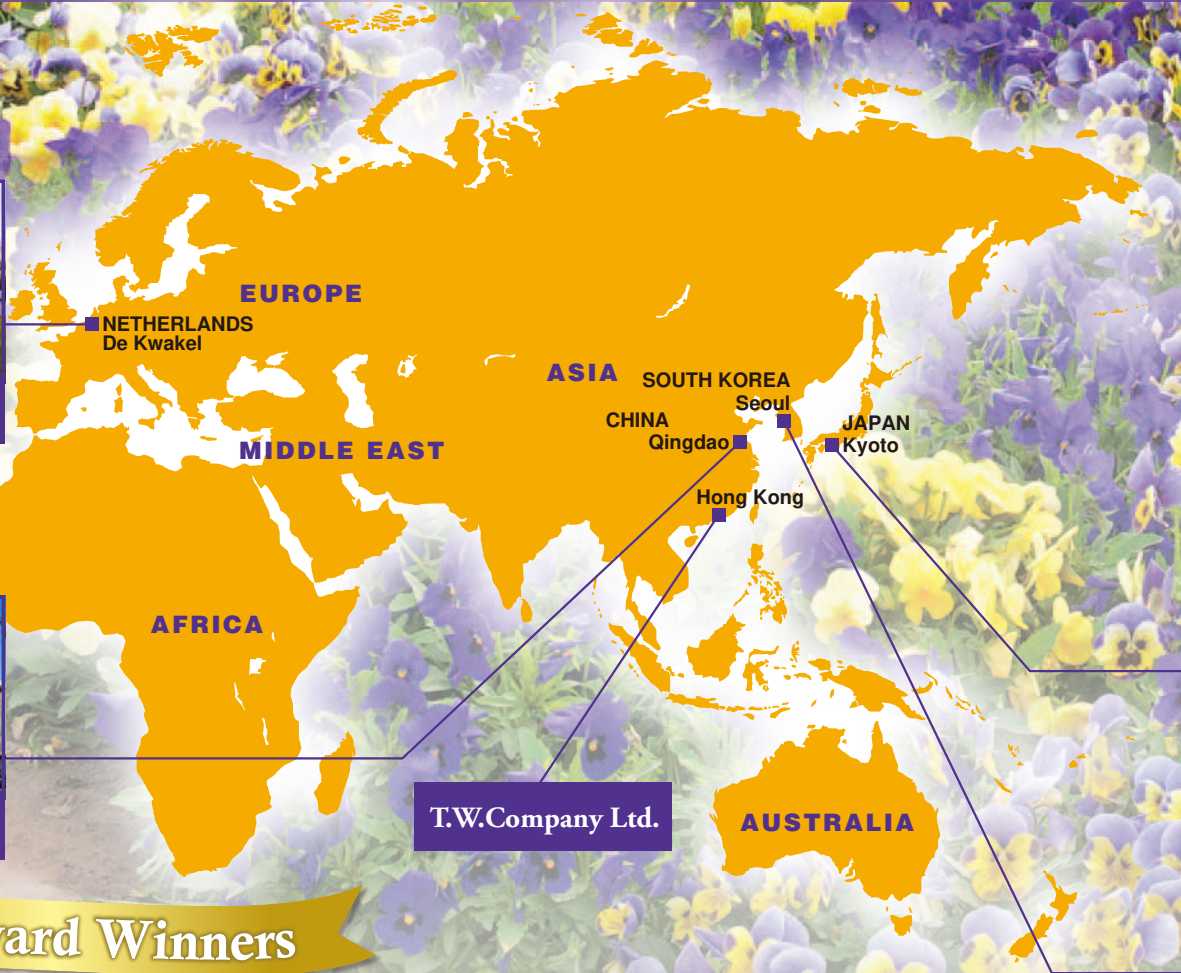 EUROPE
NETHERLANDS
De Kwakel
ASIA
SOUTH KOREA
Seoul
CHINA
Qingdao
JAPAN
Kyoto
MIDDLE EAST
Hong Kong
AFRICA
T.W.Company Ltd.
AUSTRALIA
Winners